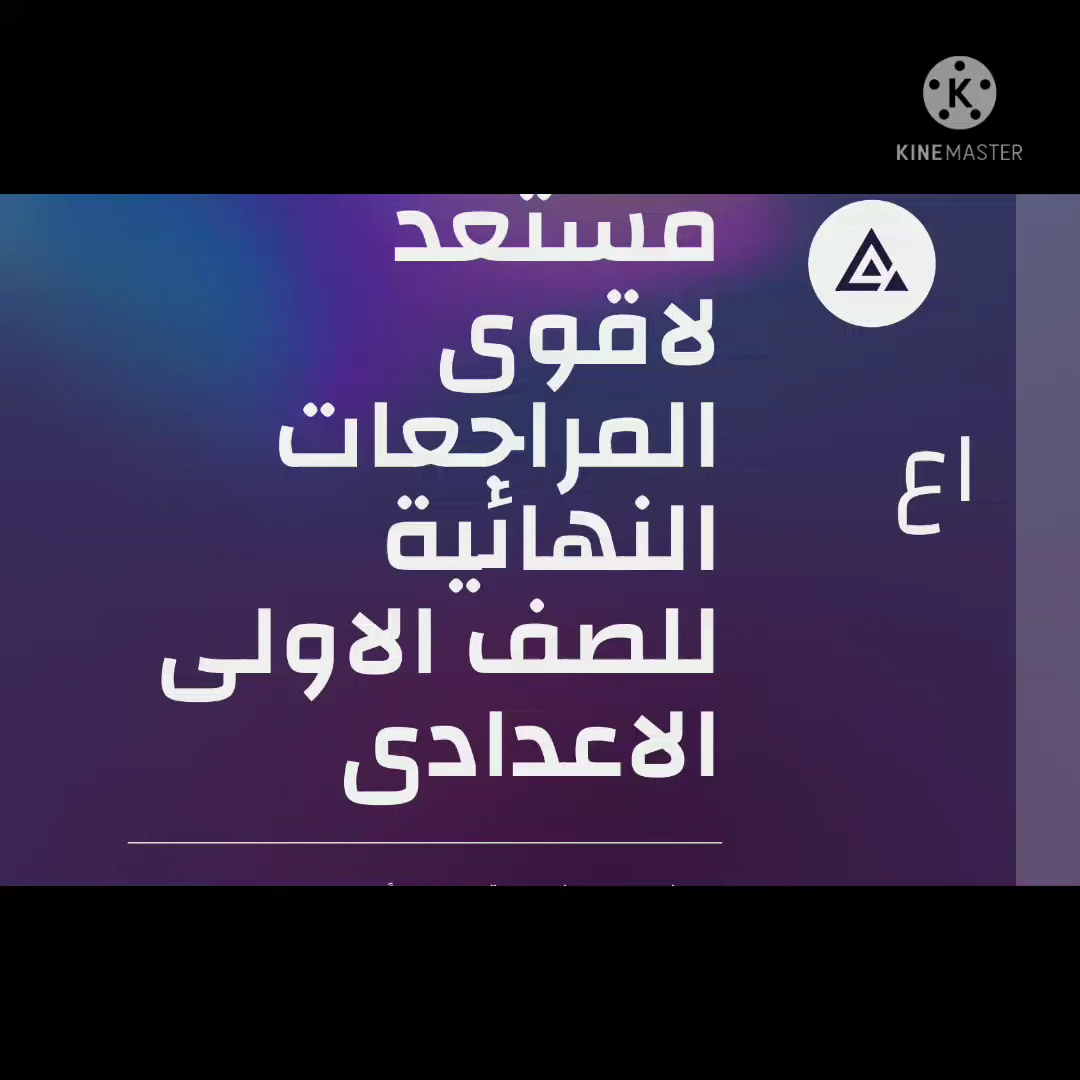 KINEMASTER
مستعد
لاقوى
المراجعات
النهائية
للصف الاولى
الاعدادى
اع